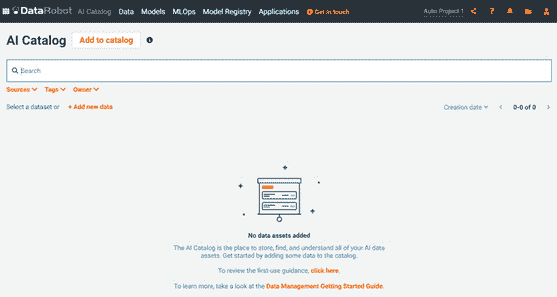 DataRobot AI Catalog Data Models MLOps Model Registry Applications Get in touch
AI Catalog Add to catalog
Search
Sources Tags Owner
Select a dataset or + Add new data Creation date 0-0 of 0
No data assets added
The AI Catalog is the place to store, find, and understand all of your AI data
assets. Get started by adding some data to the catalog.
To review the first-use guidance, click here.
To learn more, take a look at the Data Management Getting Started Guide.